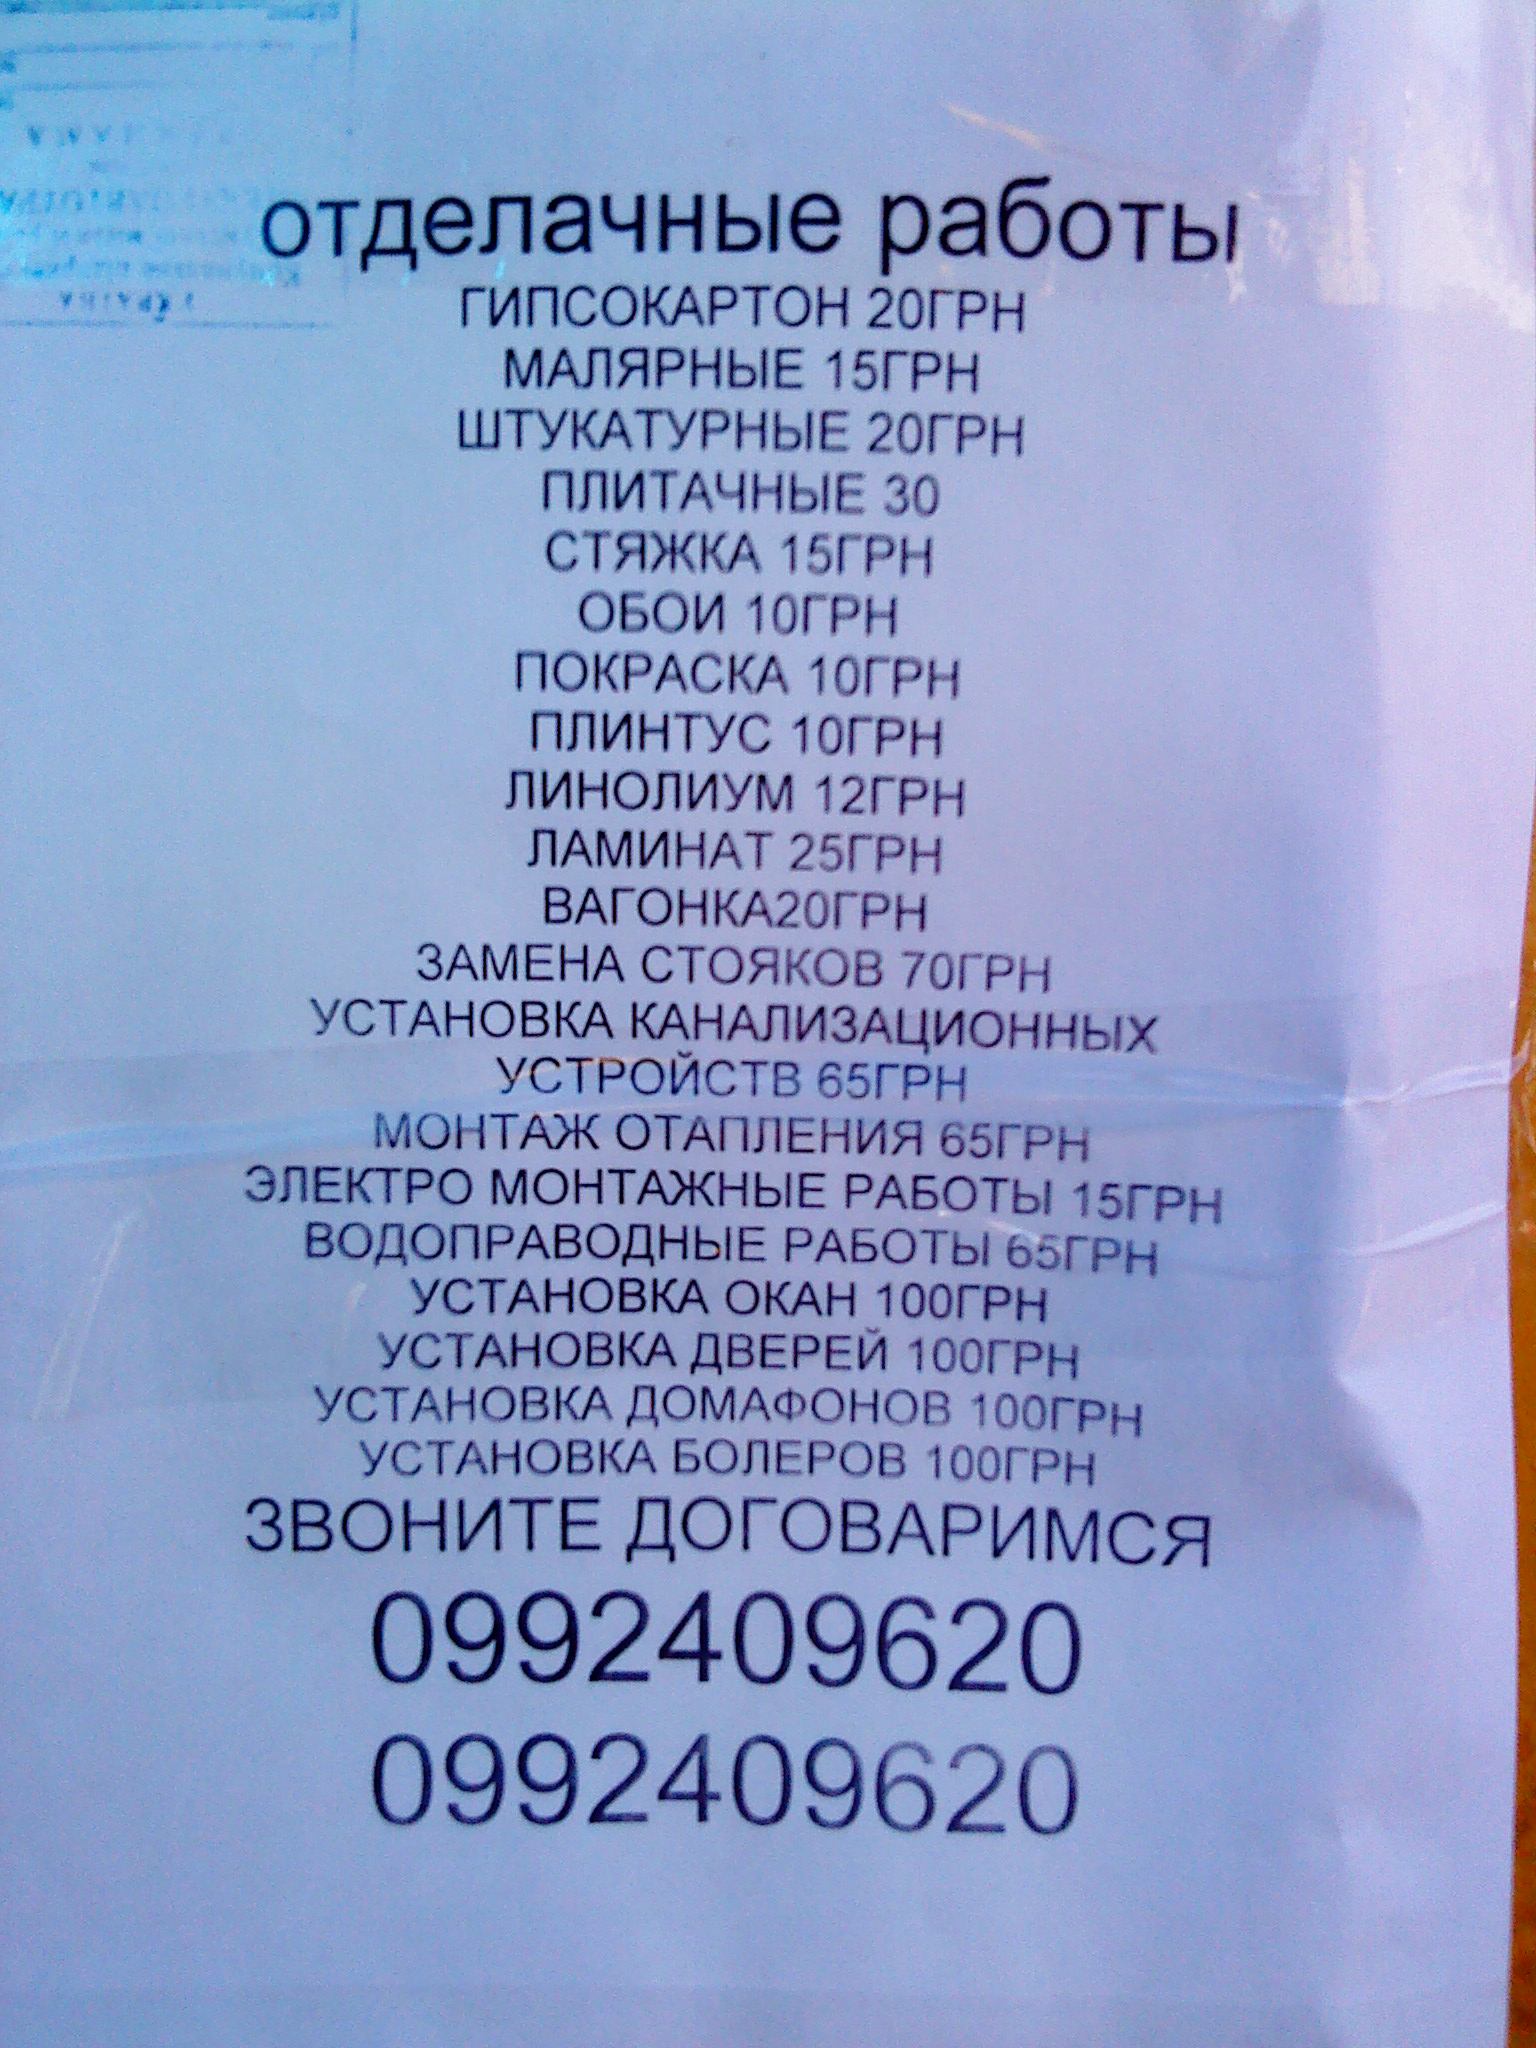 отделачные работы
ГИПСОКАРТОН 20ГРН
МАЛЯРНЫЕ 15ГРН
ШТУКАТУРНЫЕ 20ГРН
ПЛИТАЧНЫЕ 30
СТЯЖКА 15ГРН
ОБОИ 10ГРН
ПОКРАСКА 10ГРН
ПЛИНТУС 10ГРН
ЛИНОЛИУМ 12ГРН
ЛАМИНАТ 25ГРН
ВАГОНКА20ГРН
ЗАМЕНА СТОЯКОВ 70ГРН
УСТАНОВКА КАНАЛИЗАЦИОННЫХ
УСТРОЙСТВ 65ГРН
МОНТАЖ ОТАПЛЕНИЯ 65ГРН
ЭЛЕКТРО МОНТАЖНЫЕ РАБОТЫ 15ГРН
ВОДОПРАВОДНЫЕ РАБОТЫ 65ГРН
УСТАНОВКА ОКАН 100ГРН
УСТАНОВКА ДВЕРЕЙ 100ГРН
УСТАНОВКА ДОМАФОНОВ 100ГРН
УСТАНОВКА БОЛЕРОВ 100ГРН
ЗВОНИТЕ ДОГОВАРИМСЯ
0992409620
0992409620